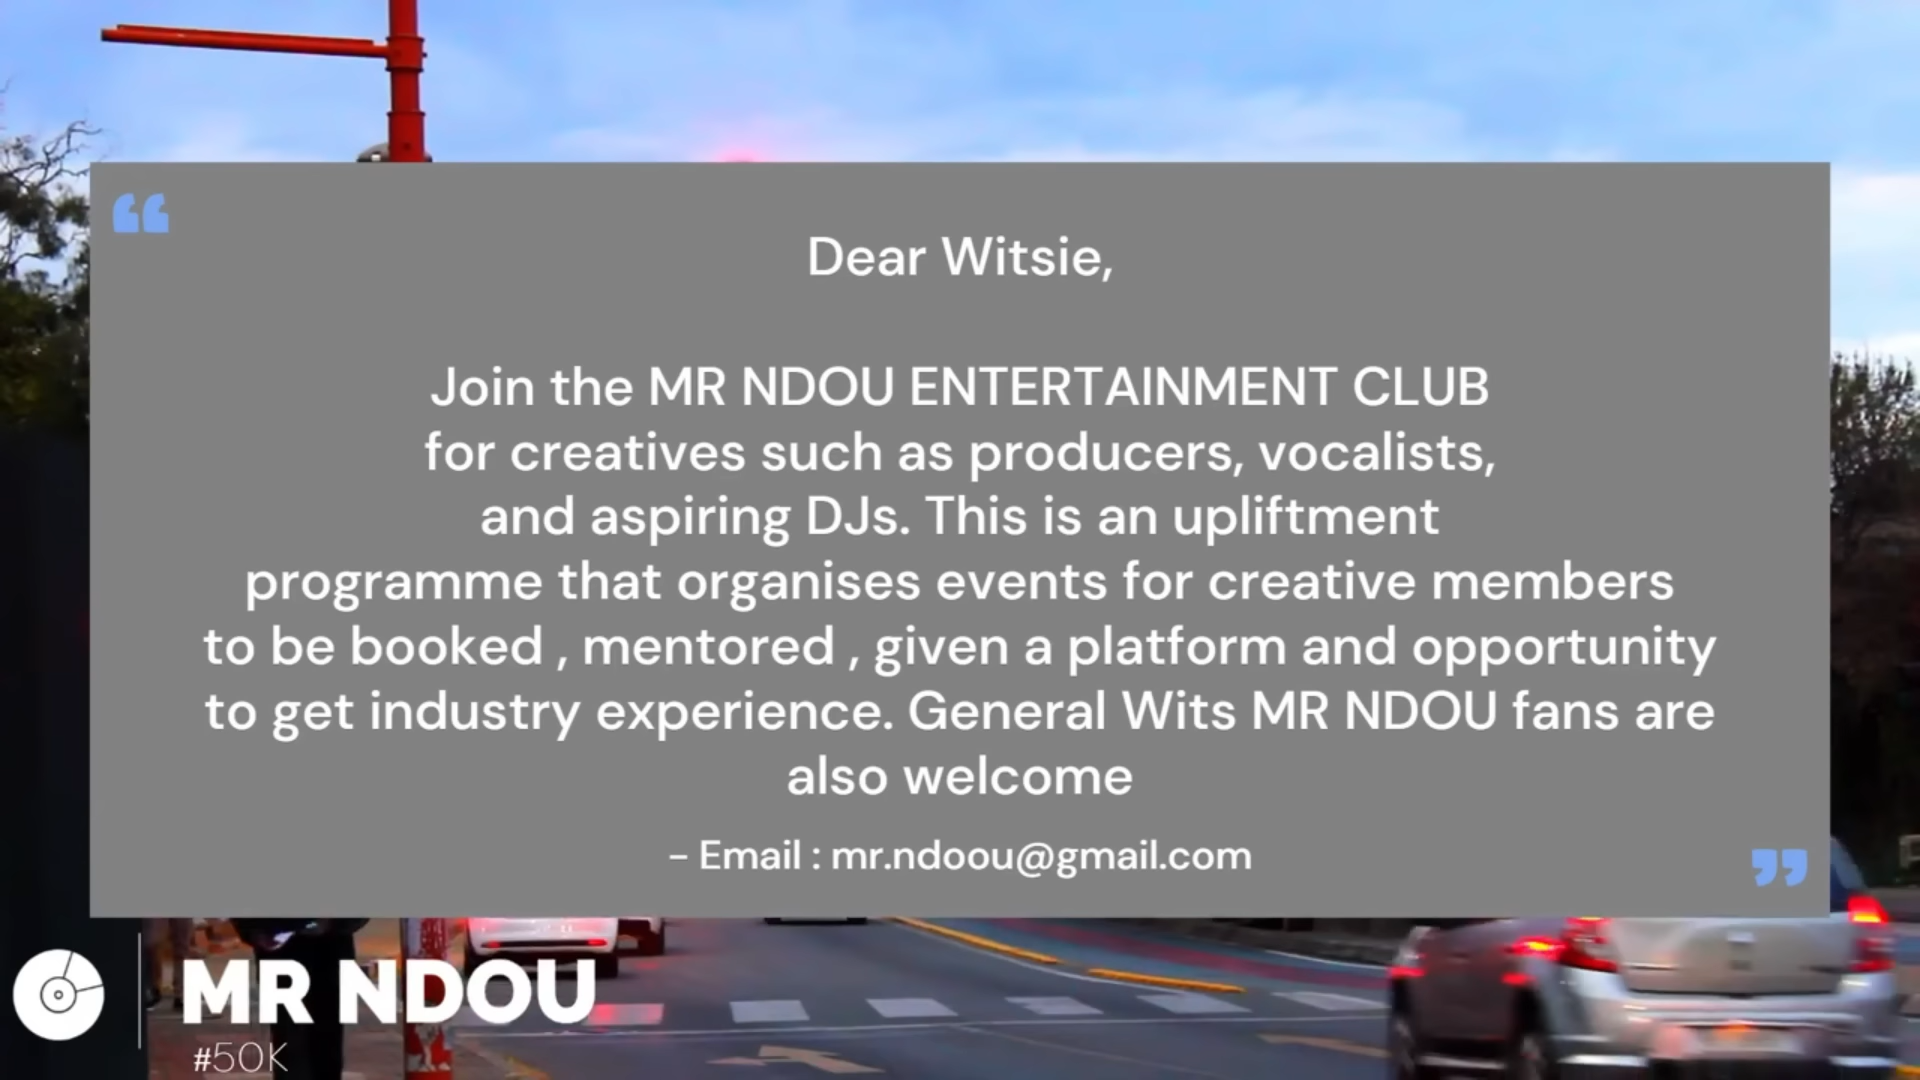 “
Dear Witsie,
Join the MR NDOU ENTERTAINMENT CLUB
for creatives such as producers, vocalists,
and aspiring DJs. This is an upliftment
programme that organises events for creative members
to be booked , mentored , given a platform and opportunity
to get industry experience. General Wits MR NDOU fans are
also welcome
- Email : mr.ndoou@gmail.com
”
MR NDOU
#50K